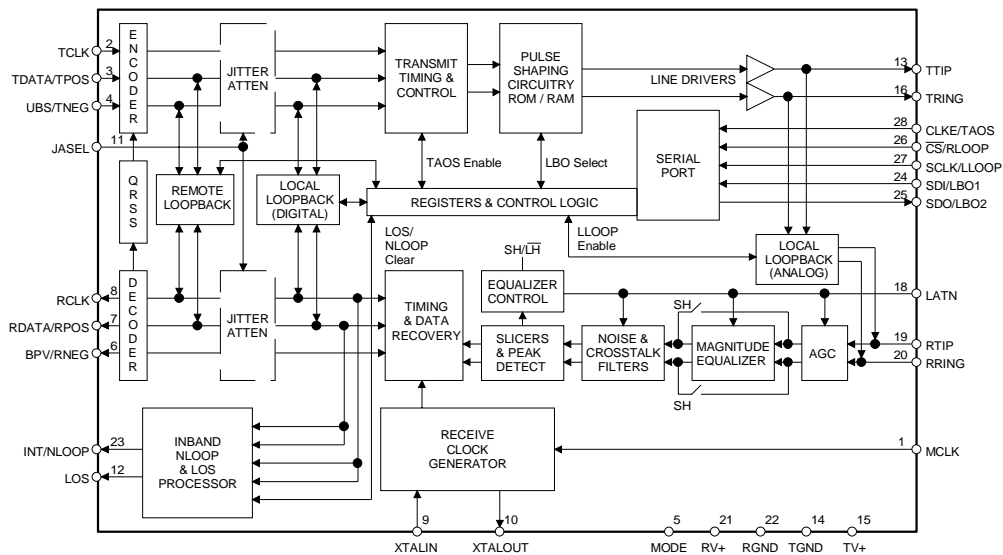 TCLK
2
TDATA/TPOS
3
UBS/TNEG
4
ENCODER
JITTER
ATTEN
TRANSMIT
TIMING &
CONTROL
PULSE
SHAPING
CIRCUITRY
ROM / RAM
LINE DRIVERS
13
TTIP
16
TRING
28
CLKE/TAOS
26
CS/RLOOP
27
SCLK/LLOOP
24
SDI/LBO1
25
SDO/LBO2
SERIAL
PORT
11
JASEL
TAOS Enable
LBO Select
QRSS
REMOTE
LOOPBACK
LOCAL
LOOPBACK
(DIGITAL)
REGISTERS & CONTROL LOGIC
LOS/
NLOOP
Clear
LLOOP
Enable
SH/LH
LOCAL
LOOPBACK
(ANALOG)
RCLK
8
RDATA/RPOS
7
BPV/RNEG
6
DECODER
JITTER
ATTEN
TIMING
& DATA
RECOVERY
EQUALIZER
CONTROL
18
LATN
SH
SLICERS
& PEAK
DETECT
NOISE &
CROSSTALK
FILTERS
MAGNITUDE
EQUALIZER
AGC
19
RTIP
20
RRING
SH
INT/NLOOP
23
LOS
12
INBAND
NLOOP
& LOS
PROCESSOR
RECEIVE
CLOCK
GENERATOR
1
MCLK
9
XTALIN
10
XTALOUT
5
MODE
21
RV+
22
RGND
14
TGND
15
TV+